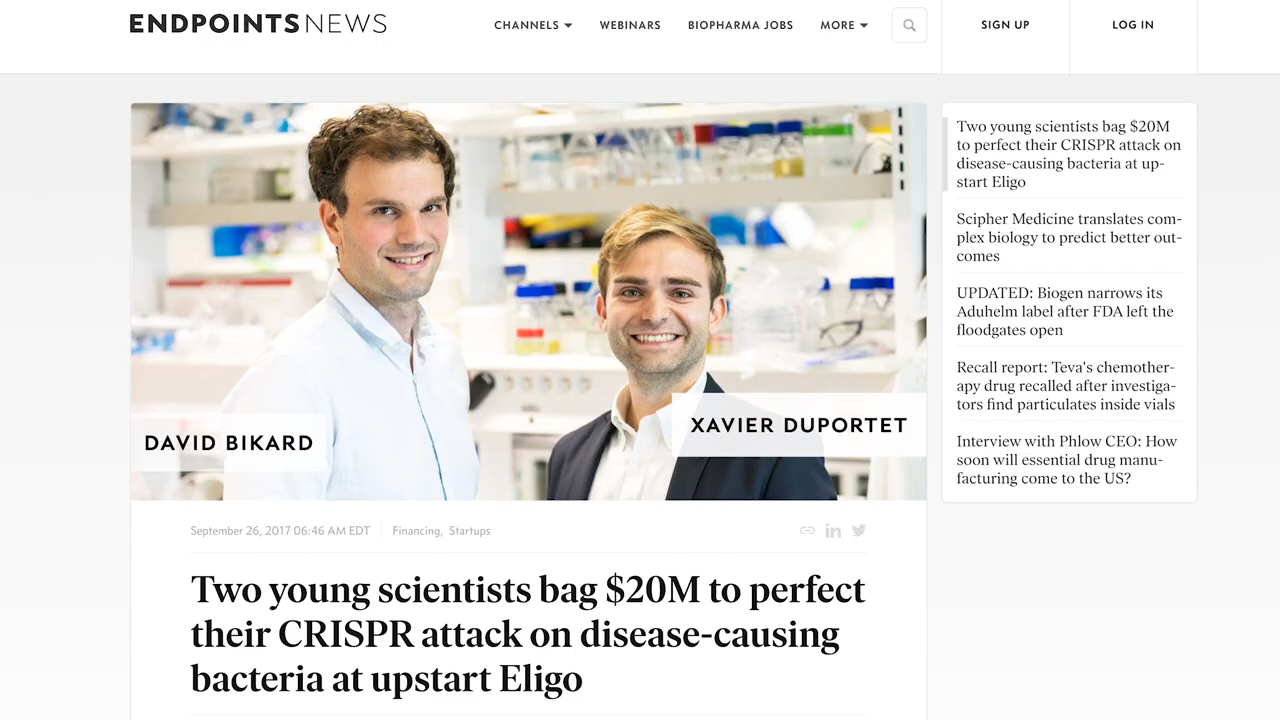 ENDPOINTS NEWS
CHANNELS
WEBINARS
BIOPHARMA JOBS
MORE
SIGN UP
LOG IN
DAVID BIKARD
XAVIER DUPORTET
September 26, 2017 06:46 AM EDT
Financing, Startups
Two young scientists bag $20M to perfect
their CRISPR attack on disease-causing
bacteria at upstart Eligo
Two young scientists bag $20M
to perfect their CRISPR attack on
disease-causing bacteria at up-
start Eligo
Scipher Medicine translates com-
plex biology to predict better out-
comes
UPDATED: Biogen narrows its
Aduhelm label after FDA left the
floodgates open
Recall report: Teva's chemother-
apy drug recalled after investiga-
tors find particulates inside vials
Interview with Phlow CEO: How
soon will essential drug manu-
facturing come to the US?